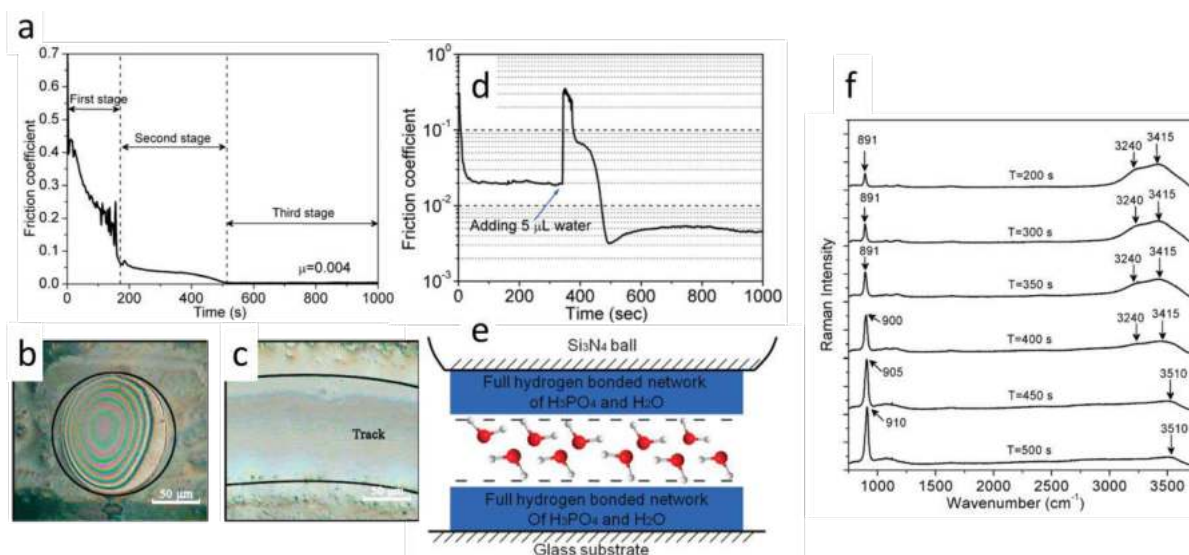 a
Friction coefficient
0.7
0.6
0.5
0.4
0.3
0.2
0.1
0.0
First stage
Second stage
Third stage
μ=0.004
0 200 400 600 800 1000
Time (s)
d
Friction coefficient
10⁰
10⁻¹
10⁻²
10⁻³
Adding 5 μL water
0 200 400 600 800 1000
Time (sec)
b
50 μm
c
Track
e
Si₃N₄ ball
Full hydrogen bonded network
of H₃PO₄ and H₂O
Full hydrogen bonded network
Of H₃PO₄ and H₂O
Glass substrate
f
Raman Intensity
891 T=200 s 3240 3415
891 T=300 s 3240 3415
891 T=350 s 3240 3415
900 T=400 s 3240 3415
905 T=450 s 3510
910 T=500 s 3510
1000 1500 2000 2500 3000 3500
Wavenumber (cm⁻¹)